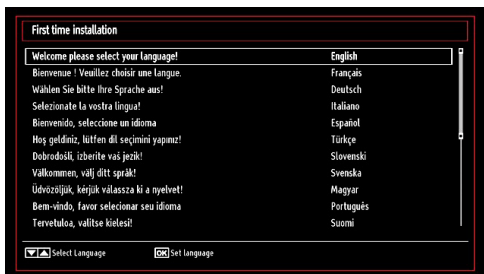 First time installation
Welcome please select your language! English
Bienvenue ! Veuillez choisir une langue. Français
Wählen Sie bitte Ihre Sprache aus! Deutsch
Selezionate la vostra lingua! Italiano
Bienvenido, seleccione un idioma Español
Hoş geldiniz, lütfen dil seçimini yapınız! Türkçe
Dobrodošli, izberite vaš jezik! Slovenski
Välkommen, välj ditt språk! Svenska
Üdvözöljük, kérjük válassza ki a nyelvet! Magyar
Bem-vindo, favor selecionar seu idioma Português
Tervetuloa, valitse kielesi! Suomi
Select Language OK Set language